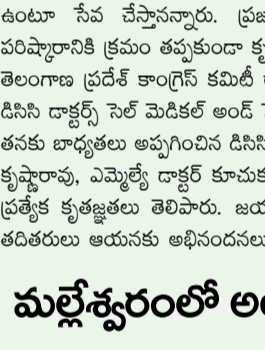 ఉంటూ సేవ చేస్తానన్నారు. ప్రజ
పరిష్కారానికి క్రమం తప్పకుండా
తెలంగాణ ప్రదేశ్ కాంగ్రెస్ కమిటీ
డిసిసి డాక్టర్స్ సెల్ మెడికల్ అండ్
తనకు బాధ్యతలు అప్పగించిన డిసిసి
కృష్ణారావు, ఎమ్మెల్యే డాక్టర్ కూచుక
ప్రత్యేక కృతజ్ఞతలు తెలిపారు. జయ
తదితరులు ఆయనకు అభినందనలు
మల్లేశ్వరంలో